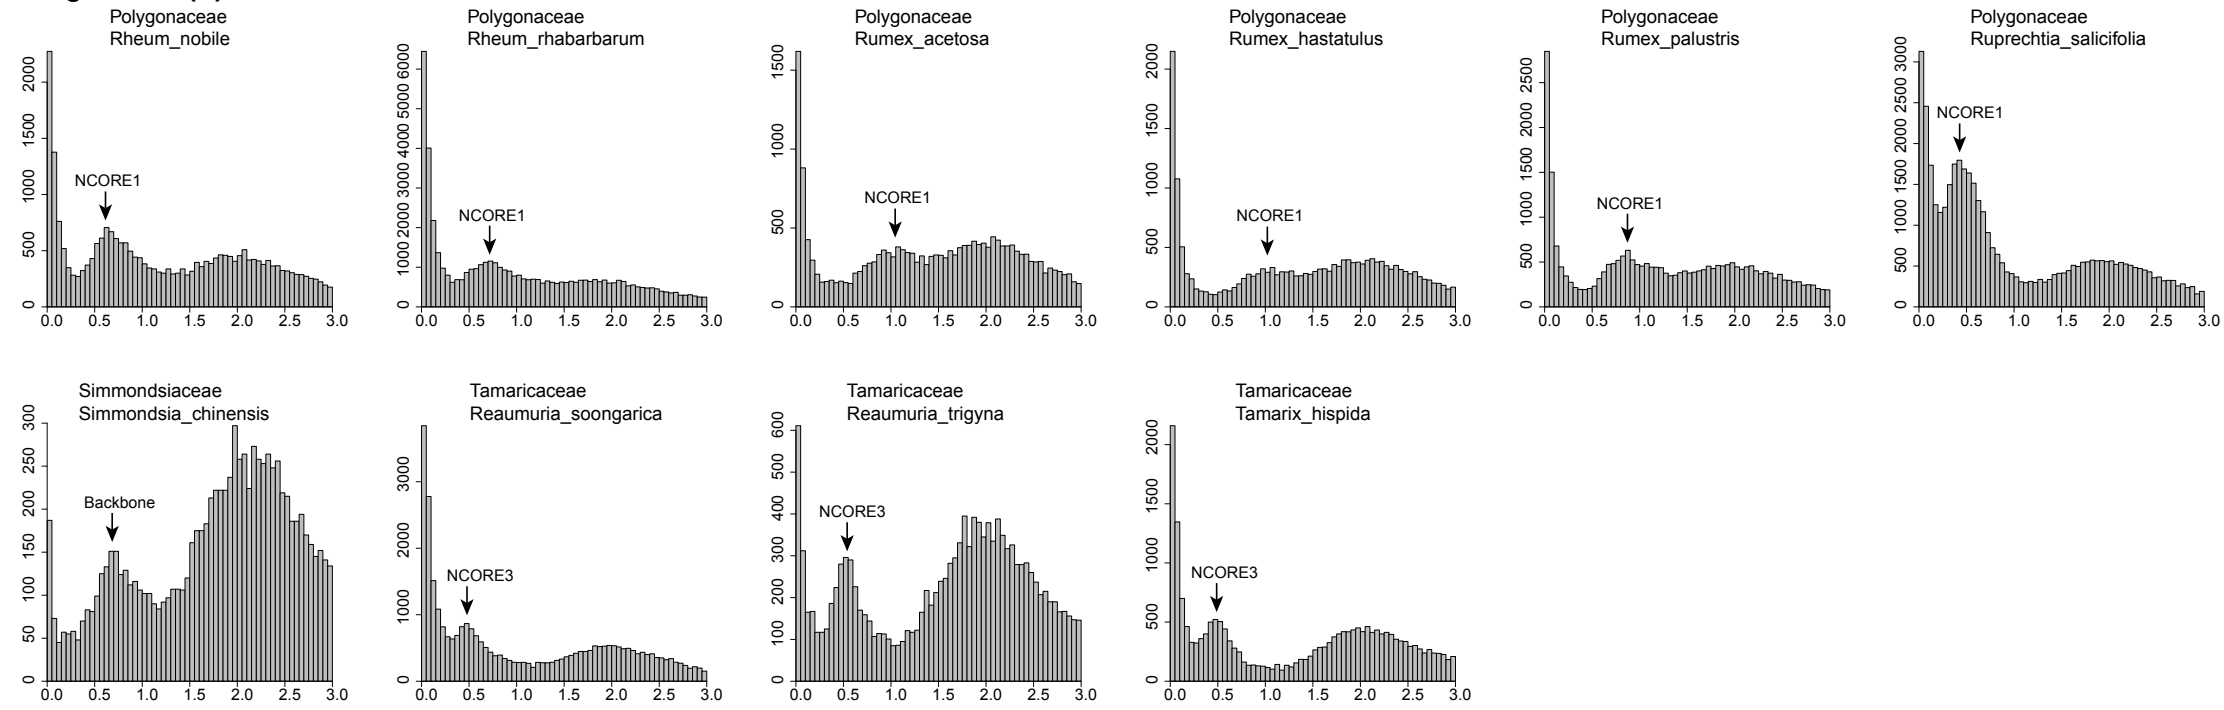 Polygonaceae
Rheum_nobile
0 500 1000 1500 2000
NCORE1
0.0 0.5 1.0 1.5 2.0 2.5 3.0
Polygonaceae
Rheum_rhabarbarum
0 1000 2000 3000 4000 5000 6000
NCORE1
0.0 0.5 1.0 1.5 2.0 2.5 3.0
Polygonaceae
Rumex_acetosa
0 500 1000 1500
NCORE1
0.0 0.5 1.0 1.5 2.0 2.5 3.0
Polygonaceae
Rumex_hastatulus
0 500 1000 1500 2000
NCORE1
0.0 0.5 1.0 1.5 2.0 2.5 3.0
Polygonaceae
Rumex_palustris
0 500 1000 1500 2500
NCORE1
0.0 0.5 1.0 1.5 2.0 2.5 3.0
Polygonaceae
Ruprechtia_salicifolia
0 500 1000 1500 2000 2500 3000
NCORE1
0.0 0.5 1.0 1.5 2.0 2.5 3.0
Simmondsiaceae
Simmondsia_chinensis
0 50 100 150 200 250 300
Backbone
0.0 0.5 1.0 1.5 2.0 2.5 3.0
Tamaricaceae
Reaumuria_soongarica
0 1000 2000 3000
NCORE3
0.0 0.5 1.0 1.5 2.0 2.5 3.0
Tamaricaceae
Reaumuria_trigyna
0 100 200 300 400 500 600
NCORE3
0.0 0.5 1.0 1.5 2.0 2.5 3.0
Tamaricaceae
Tamarix_hispida
0 500 1000 1500 2000
NCORE3
0.0 0.5 1.0 1.5 2.0 2.5 3.0